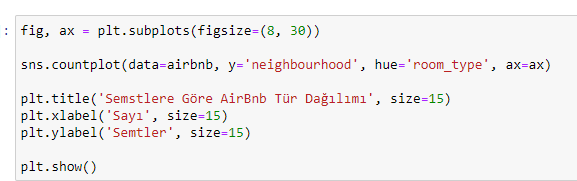 : fig, ax = plt.subplots(figsize=(8, 30))
sns.countplot(data=airbnb, y='neighbourhood', hue='room_type', ax=ax)
plt.title('Semstlere Göre AirBnb Tür Dağılımı', size=15)
plt.xlabel('Sayı', size=15)
plt.ylabel('Semtler', size=15)
plt.show()